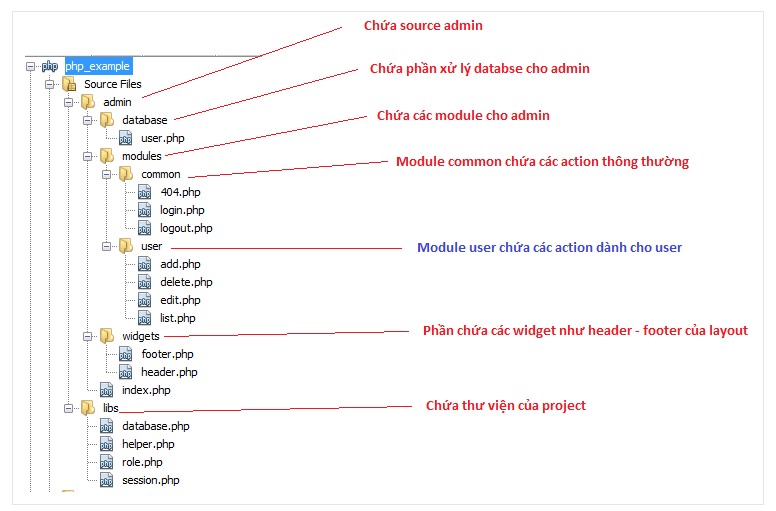 Chứa source admin
php php_example
Chứa phần xử lý databse cho admin
Source Files
admin
Chứa các module cho admin
database
user.php
modules
Module common chứa các action thông thường
common
404.php
login.php
logout.php
user
Module user chứa các action dành cho user
add.php
delete.php
edit.php
list.php
widgets
Phần chứa các widget như header - footer của layout
footer.php
header.php
index.php
libs
Chứa thư viện của project
database.php
helper.php
role.php
session.php